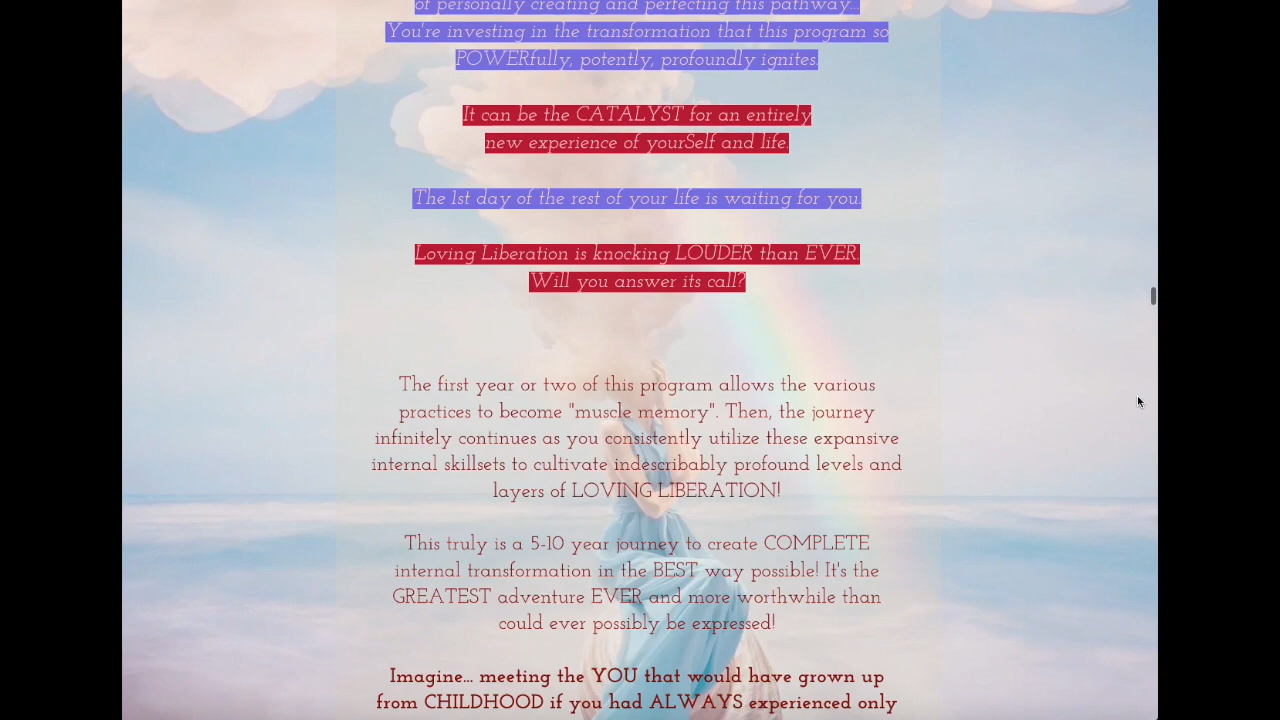 of personally creating and perfecting this pathway...
You're investing in the transformation that this program so
POWERfully, potently, profoundly ignites.
It can be the CATALYST for an entirely
new experience of yourSelf and life.
The 1st day of the rest of your life is waiting for you.
Loving Liberation is knocking LOUDER than EVER.
Will you answer its call?
The first year or two of this program allows the various
practices to become "muscle memory". Then, the journey
infinitely continues as you consistently utilize these expansive
internal skillsets to cultivate indescribably profound levels and
layers of LOVING LIBERATION!
This truly is a 5-10 year journey to create COMPLETE
internal transformation in the BEST way possible! It's the
GREATEST adventure EVER and more worthwhile than
could ever possibly be expressed!
Imagine... meeting the YOU that would have grown up
from CHILDHOOD if you had ALWAYS experienced only